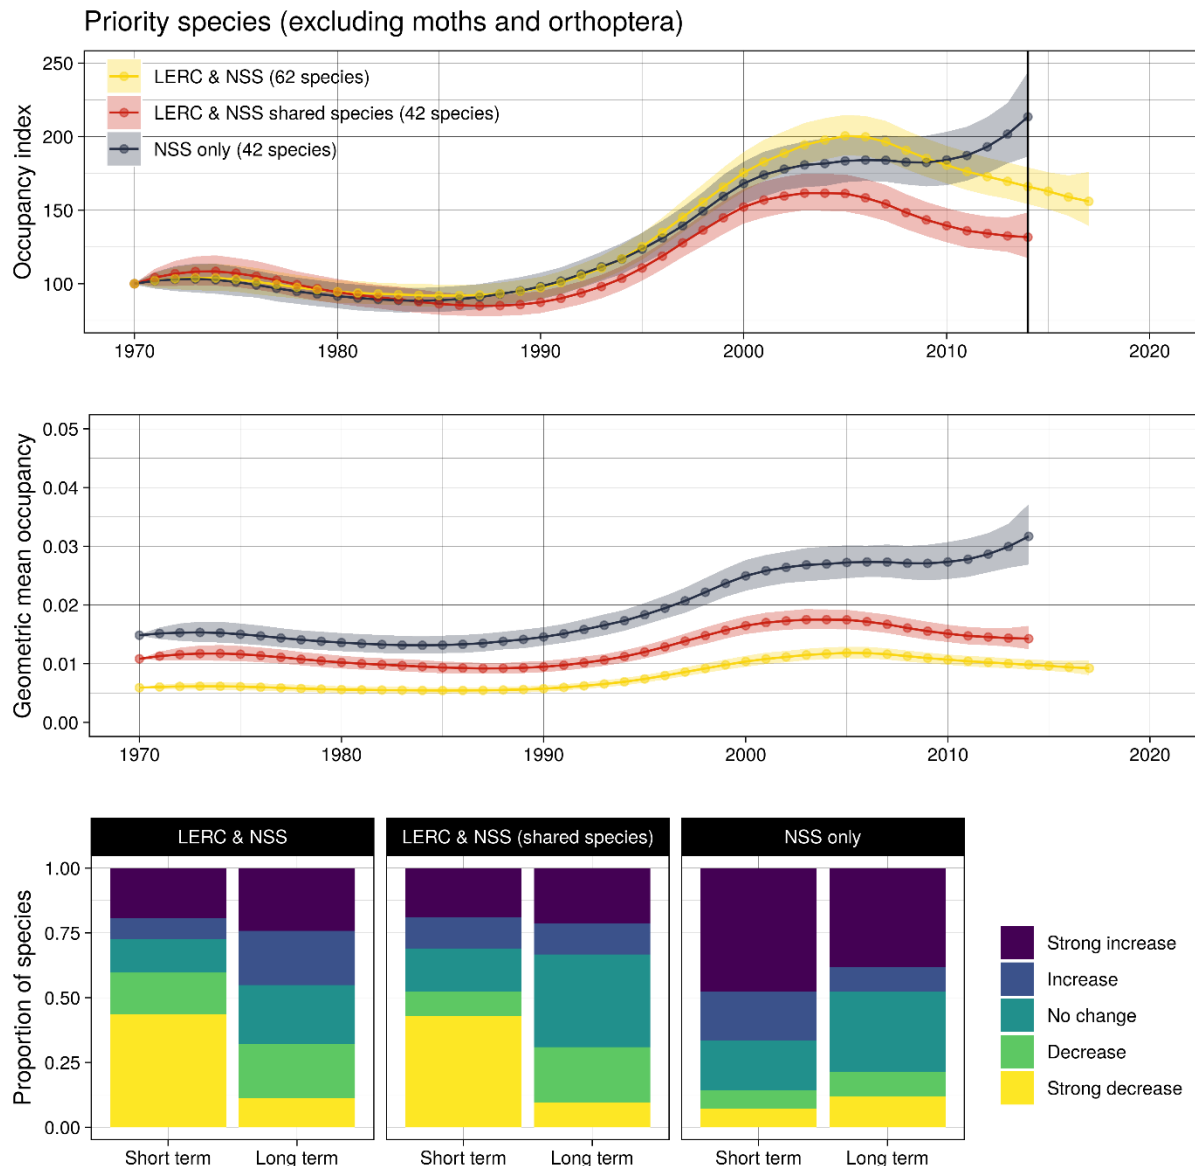 Priority species (excluding moths and orthoptera)
Occupancy index
250
200
150
100
LERC & NSS (62 species)
LERC & NSS shared species (42 species)
NSS only (42 species)
1970 1980 1990 2000 2010 2020
Geometric mean occupancy
0.05
0.04
0.03
0.02
0.01
0.00
1970 1980 1990 2000 2010 2020
LERC & NSS LERC & NSS (shared species) NSS only
Proportion of species
1.00
0.75
0.50
0.25
0.00
Short term Long term Short term Long term Short term Long term
Strong increase
Increase
No change
Decrease
Strong decrease